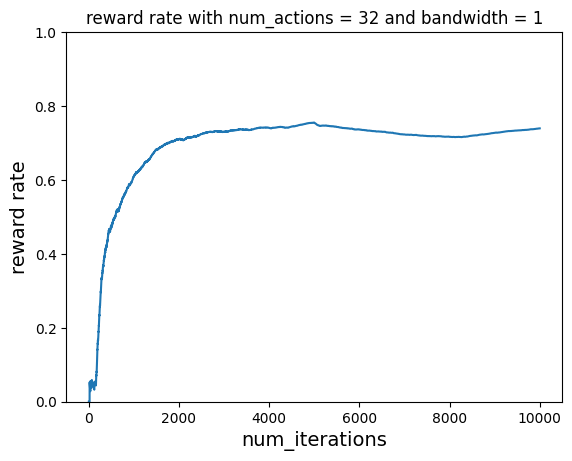 reward rate with num_actions = 32 and bandwidth = 1
1.0
0.8
0.6
0.4
0.2
0.0
reward rate
0 2000 4000 6000 8000 10000
num_iterations